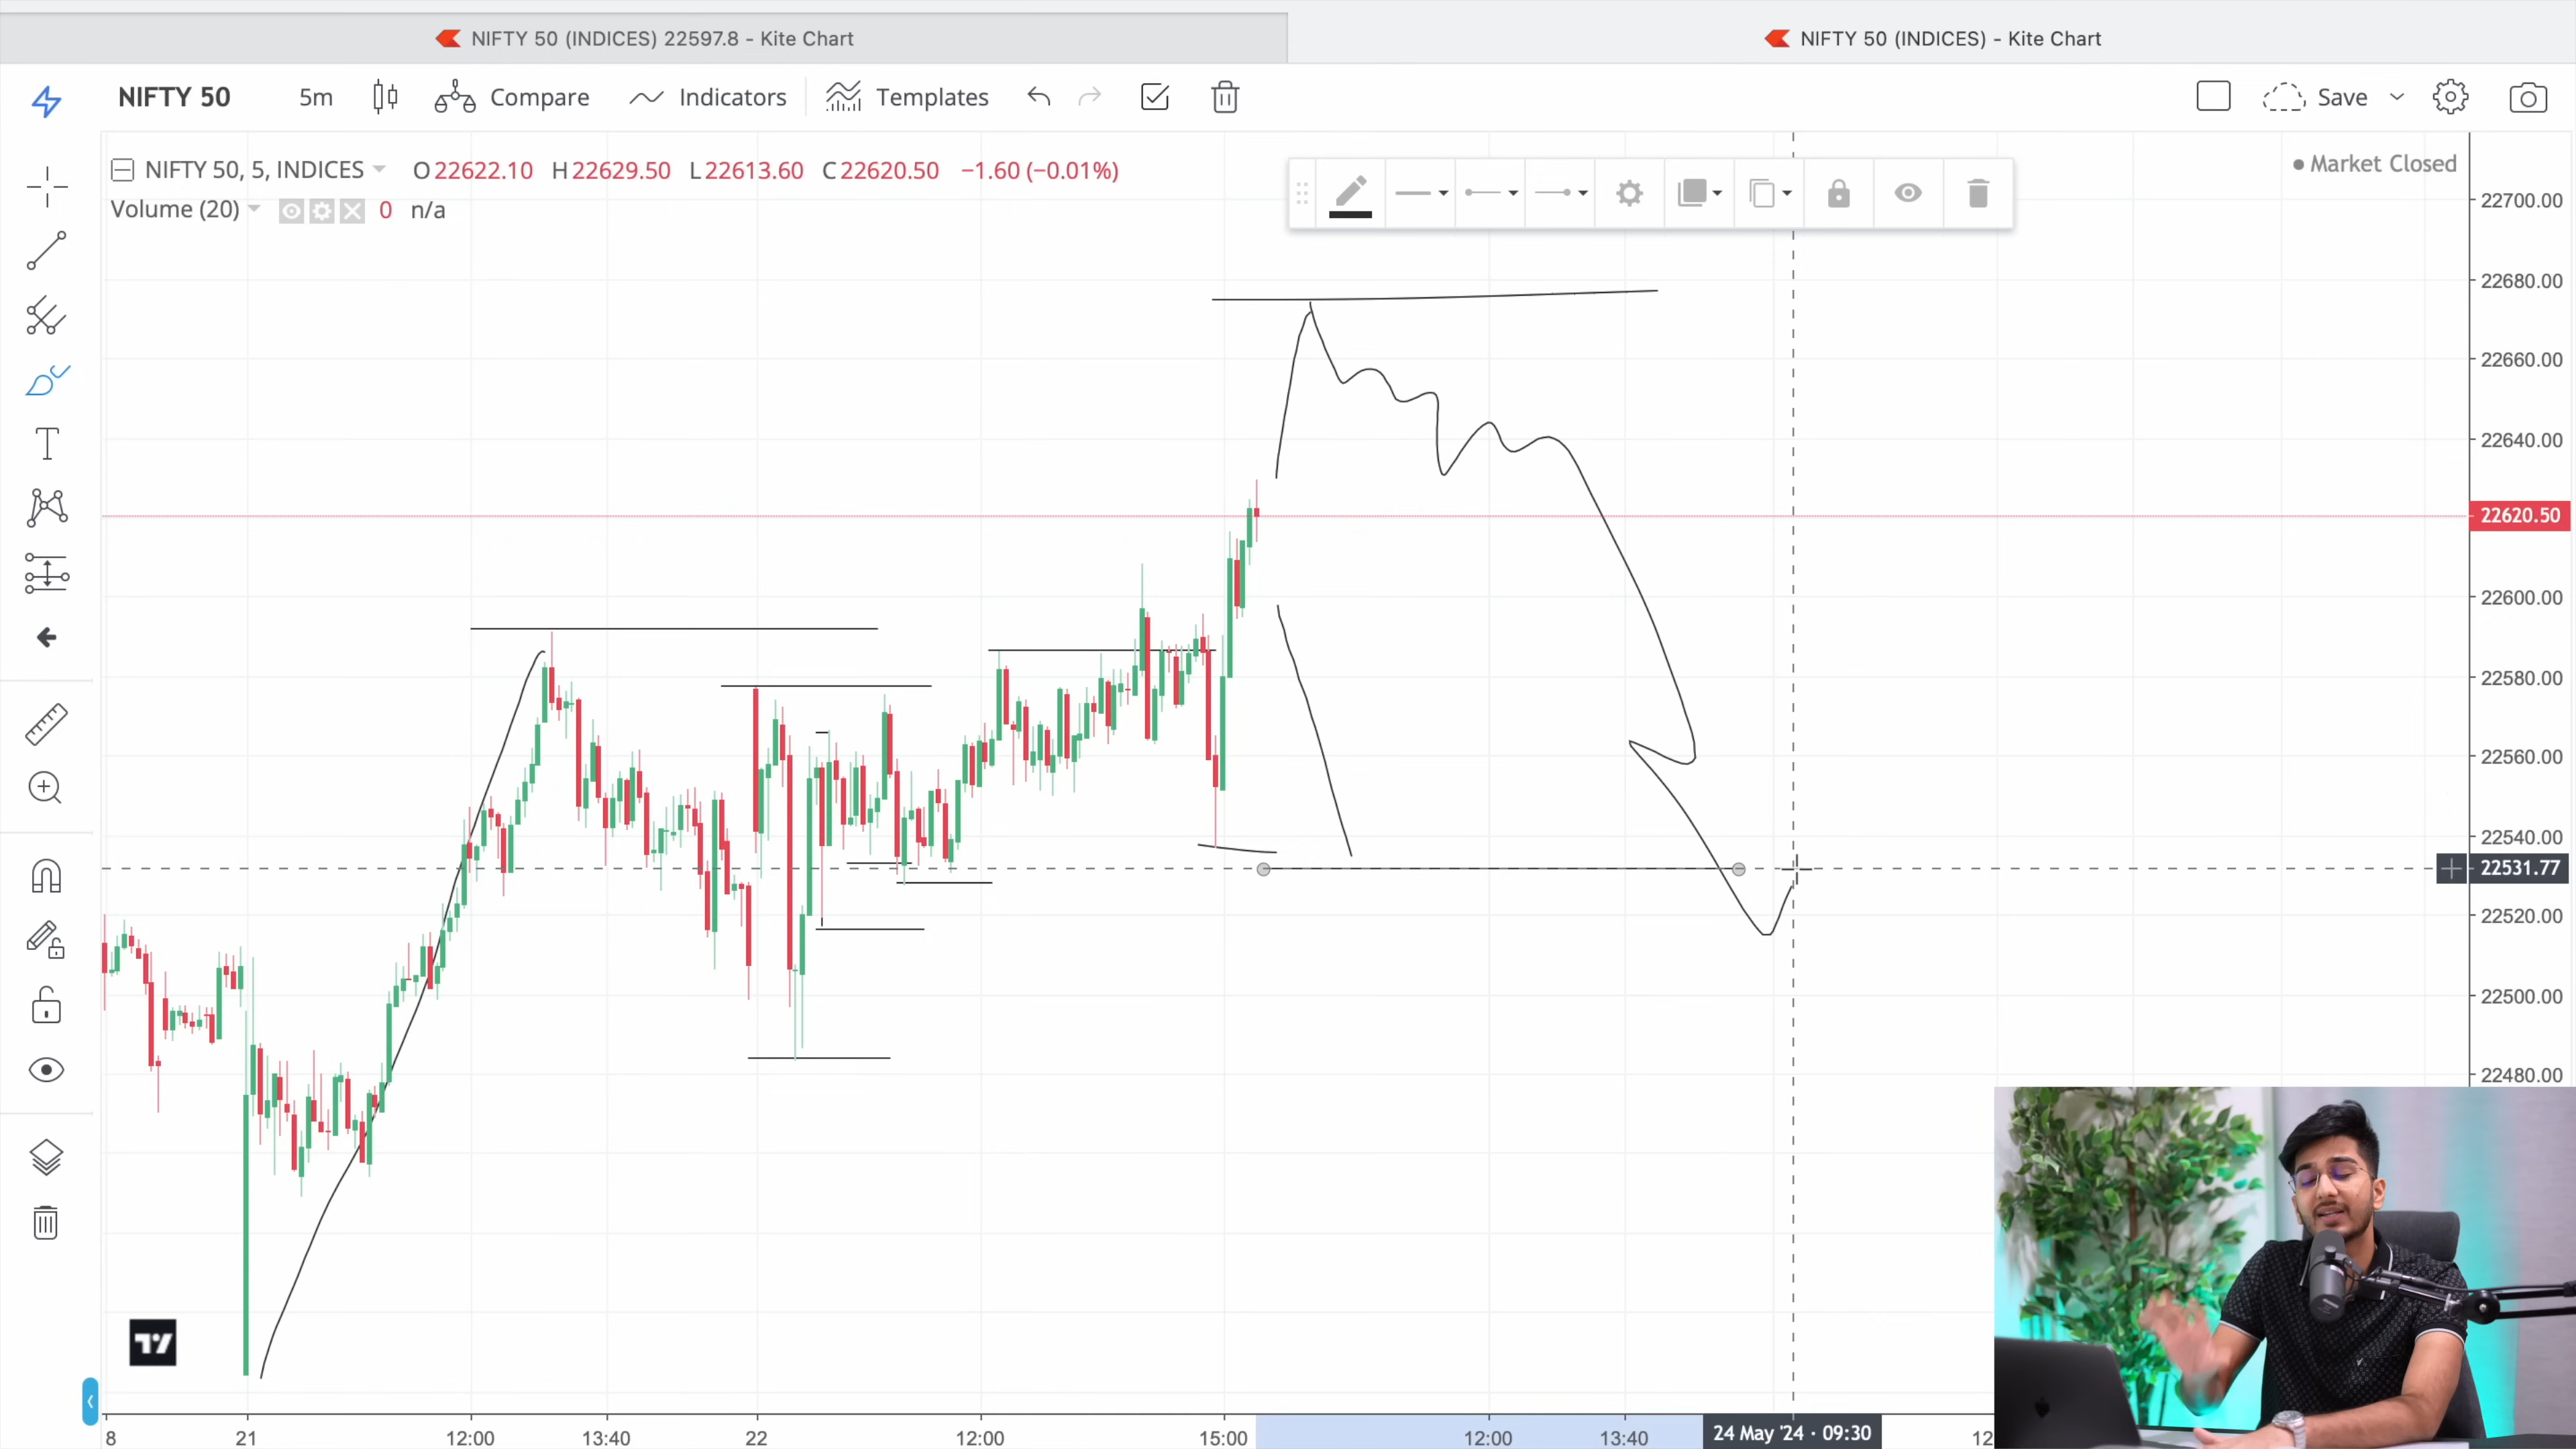 NIFTY 50 (INDICES) 22597.8 - Kite Chart
NIFTY 50 (INDICES) - Kite Chart
NIFTY 50 5m Compare Indicators Templates Save
NIFTY 50, 5, INDICES O22622.10 H22629.50 L22613.60 C22620.50 −1.60 (−0.01%)
Market Closed
Volume (20) 0 n/a
22700.00
22680.00
22660.00
22640.00
22620.50
22600.00
22580.00
22560.00
22540.00
22531.77
22520.00
22500.00
22480.00
8 21 12:00 13:40 22 12:00 15:00 12:00 13:40 24 May '24 · 09:30 12